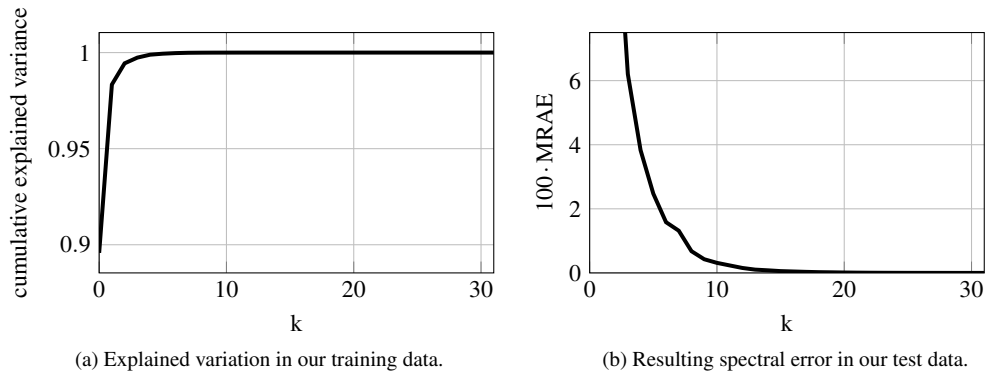 cumulative explained variance
1
0.95
0.9
0 10 20 30
k
(a) Explained variation in our training data.
100 · MRAE
6
4
2
0
0 10 20 30
k
(b) Resulting spectral error in our test data.